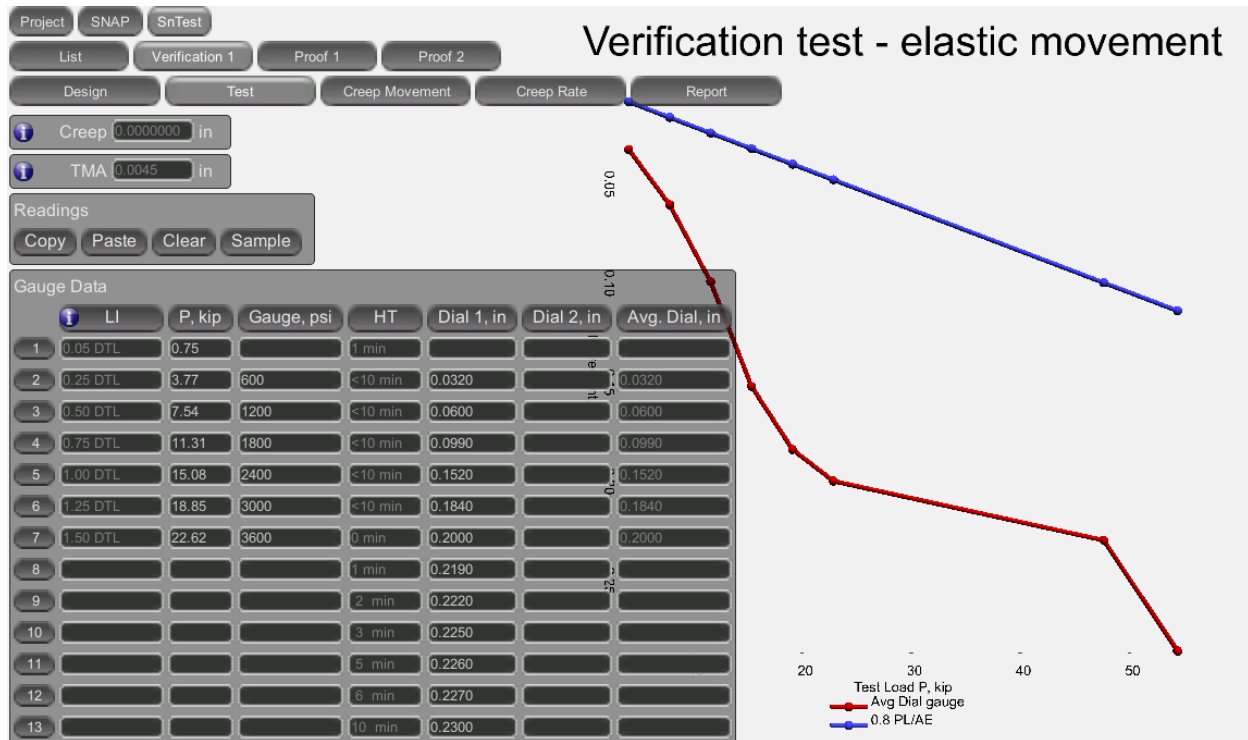 Project SNAP SnTest
List Verification 1 Proof 1 Proof 2
Verification test - elastic movement
Design Test Creep Movement Creep Rate Report
Creep 0.0000000 in
TMA 0.0045 in
Readings
Copy Paste Clear Sample
0.05
0.10
Gauge Data
LI P, kip Gauge, psi HT Dial 1, in Dial 2, in Avg. Dial, in
1 0.05 DTL 0.75 1 min
2 0.25 DTL 3.77 600 <10 min 0.0320 0.0320
3 0.50 DTL 7.54 1200 <10 min 0.0600 0.0600
4 0.75 DTL 11.31 1800 <10 min 0.0990 0.0990
5 1.00 DTL 15.08 2400 <10 min 0.1520 0.1520
6 1.25 DTL 18.85 3000 <10 min 0.1840 0.1840
7 1.50 DTL 22.62 3600 0 min 0.2000 0.2000
8 1 min 0.2190
9 2 min 0.2220
10 3 min 0.2250
11 5 min 0.2260
12 6 min 0.2270
13 10 min 0.2300
20 30 40 50
Test Load P, kip
Avg Dial gauge
0.8 PL/AE